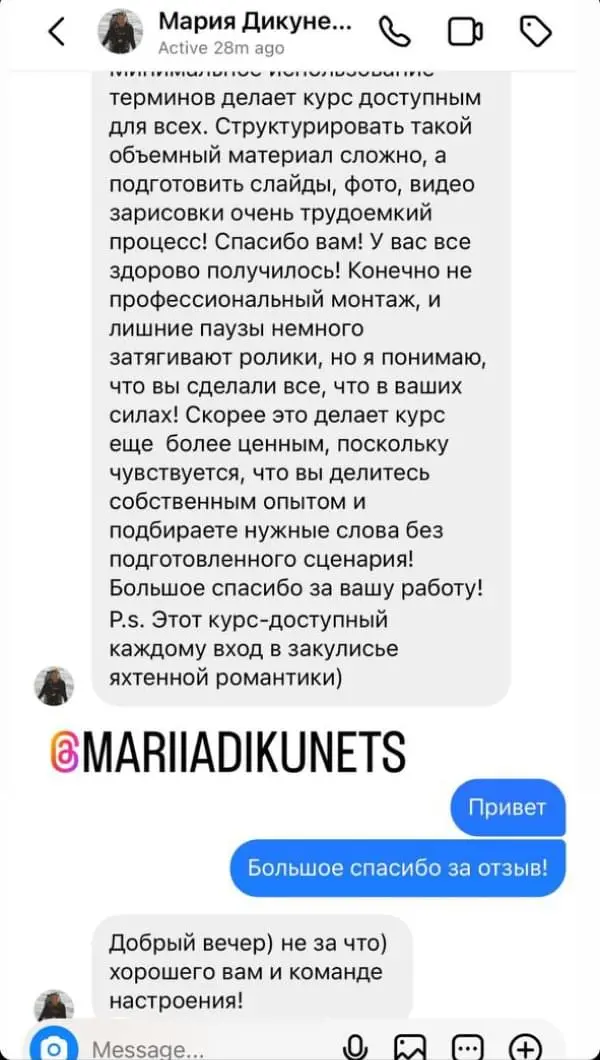 Мария Дикуне...
Active 28m ago
Минимальное использование
терминов делает курс доступным
для всех. Структурировать такой
объемный материал сложно, а
подготовить слайды, фото, видео
зарисовки очень трудоемкий
процесс! Спасибо вам! У вас все
здорово получилось! Конечно не
профессиональный монтаж, и
лишние паузы немного
затягивают ролики, но я понимаю,
что вы сделали все, что в ваших
силах! Скорее это делает курс
еще  более ценным, поскольку
чувствуется, что вы делитесь
собственным опытом и
подбираете нужные слова без
подготовленного сценария!
Большое спасибо за вашу работу!
P.s. Этот курс-доступный
каждому вход в закулисье
яхтенной романтики)
@MARIIADIKUNETS
Привет
Большое спасибо за отзыв!
Добрый вечер) не за что)
хорошего вам и команде
настроения!
Message...